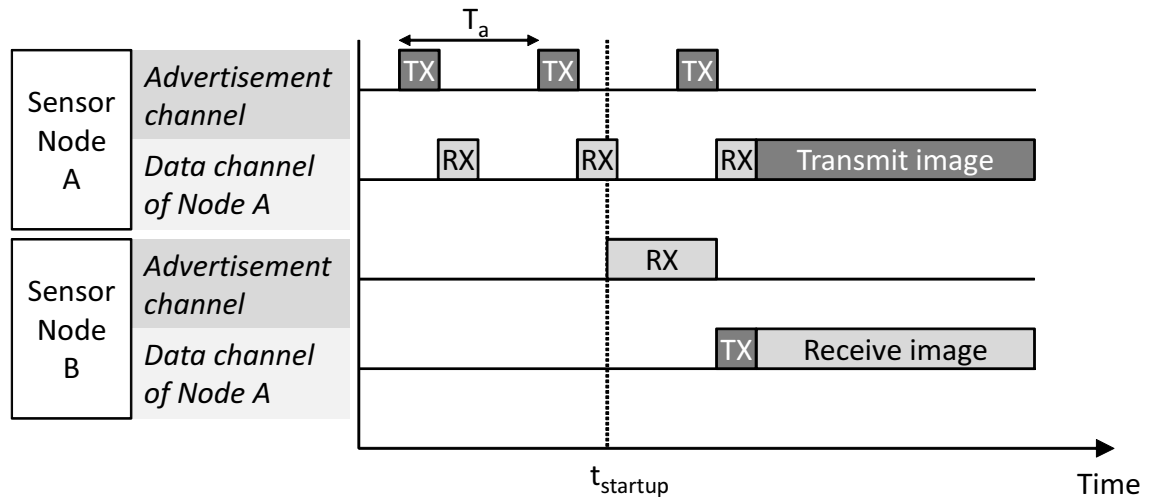 Tₐ
TX TX TX
Sensor Node A
Advertisement channel
RX RX RX Transmit image
Data channel of Node A
Sensor Node B
Advertisement channel
RX
Data channel of Node A
TX Receive image
t_startup
Time